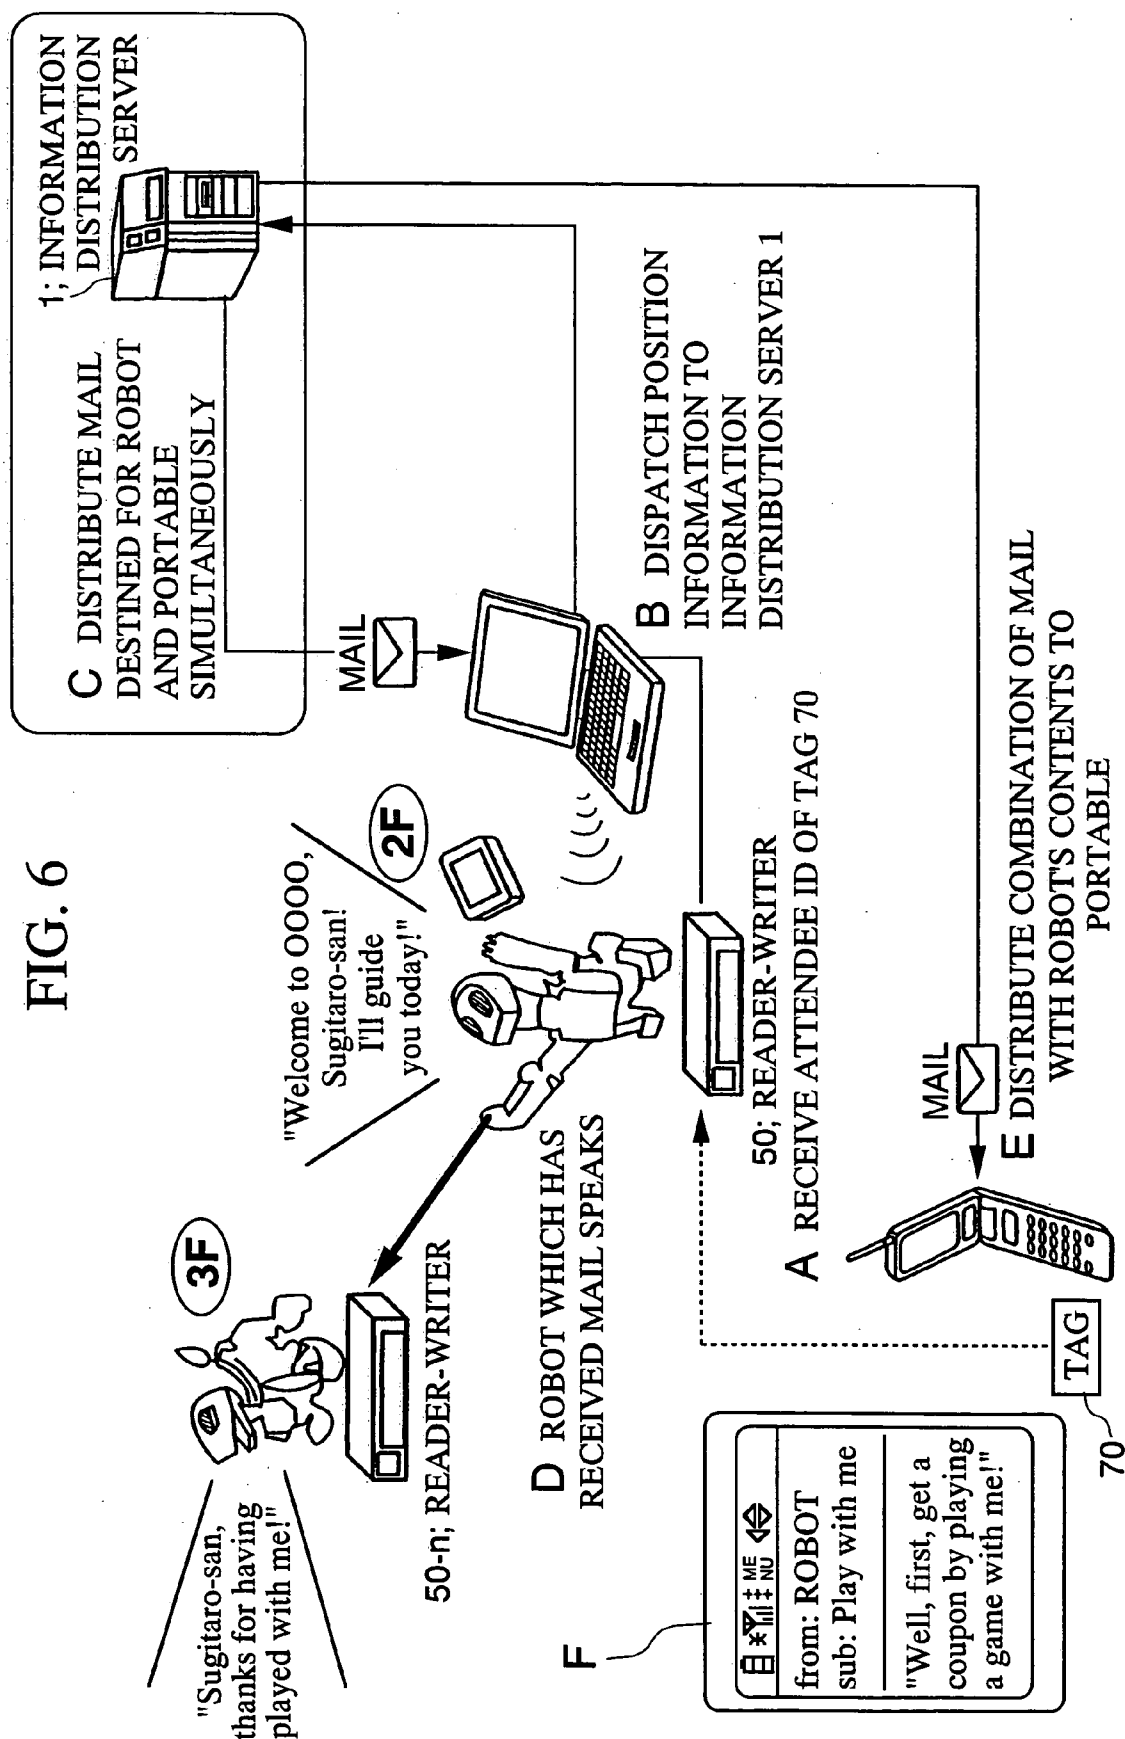 FIG. 6
1; INFORMATION
DISTRIBUTION
SERVER
C DISTRIBUTE MAIL
DESTINED FOR ROBOT
AND PORTABLE
SIMULTANEOUSLY
MAIL
B DISPATCH POSITION
INFORMATION TO
INFORMATION
DISTRIBUTION SERVER 1
2F
"Welcome to OOOO,
Sugitaro-san!
I'll guide
you today!"
50; READER-WRITER
A RECEIVE ATTENDEE ID OF TAG 70
3F
"Sugitaro-san,
thanks for having
played with me!"
50-n; READER-WRITER
D ROBOT WHICH HAS
RECEIVED MAIL SPEAKS
MAIL
E DISTRIBUTE COMBINATION OF MAIL
WITH ROBOT'S CONTENTS TO
PORTABLE
TAG
70
F
ME
NU
from: ROBOT
sub: Play with me
"Well, first, get a
coupon by playing
a game with me!"